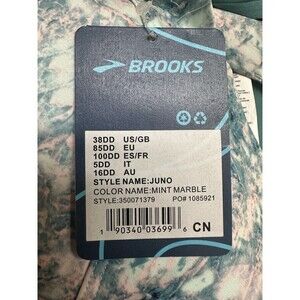 BROOKS
38DD US/GB
85DD EU
100DD ES/FR
5DD IT
16DD AU
STYLE NAME:JUNO
COLOR NAME:MINT MARBLE
STYLE:350071379 PO# 1085921
1 90340 03699 6 CN